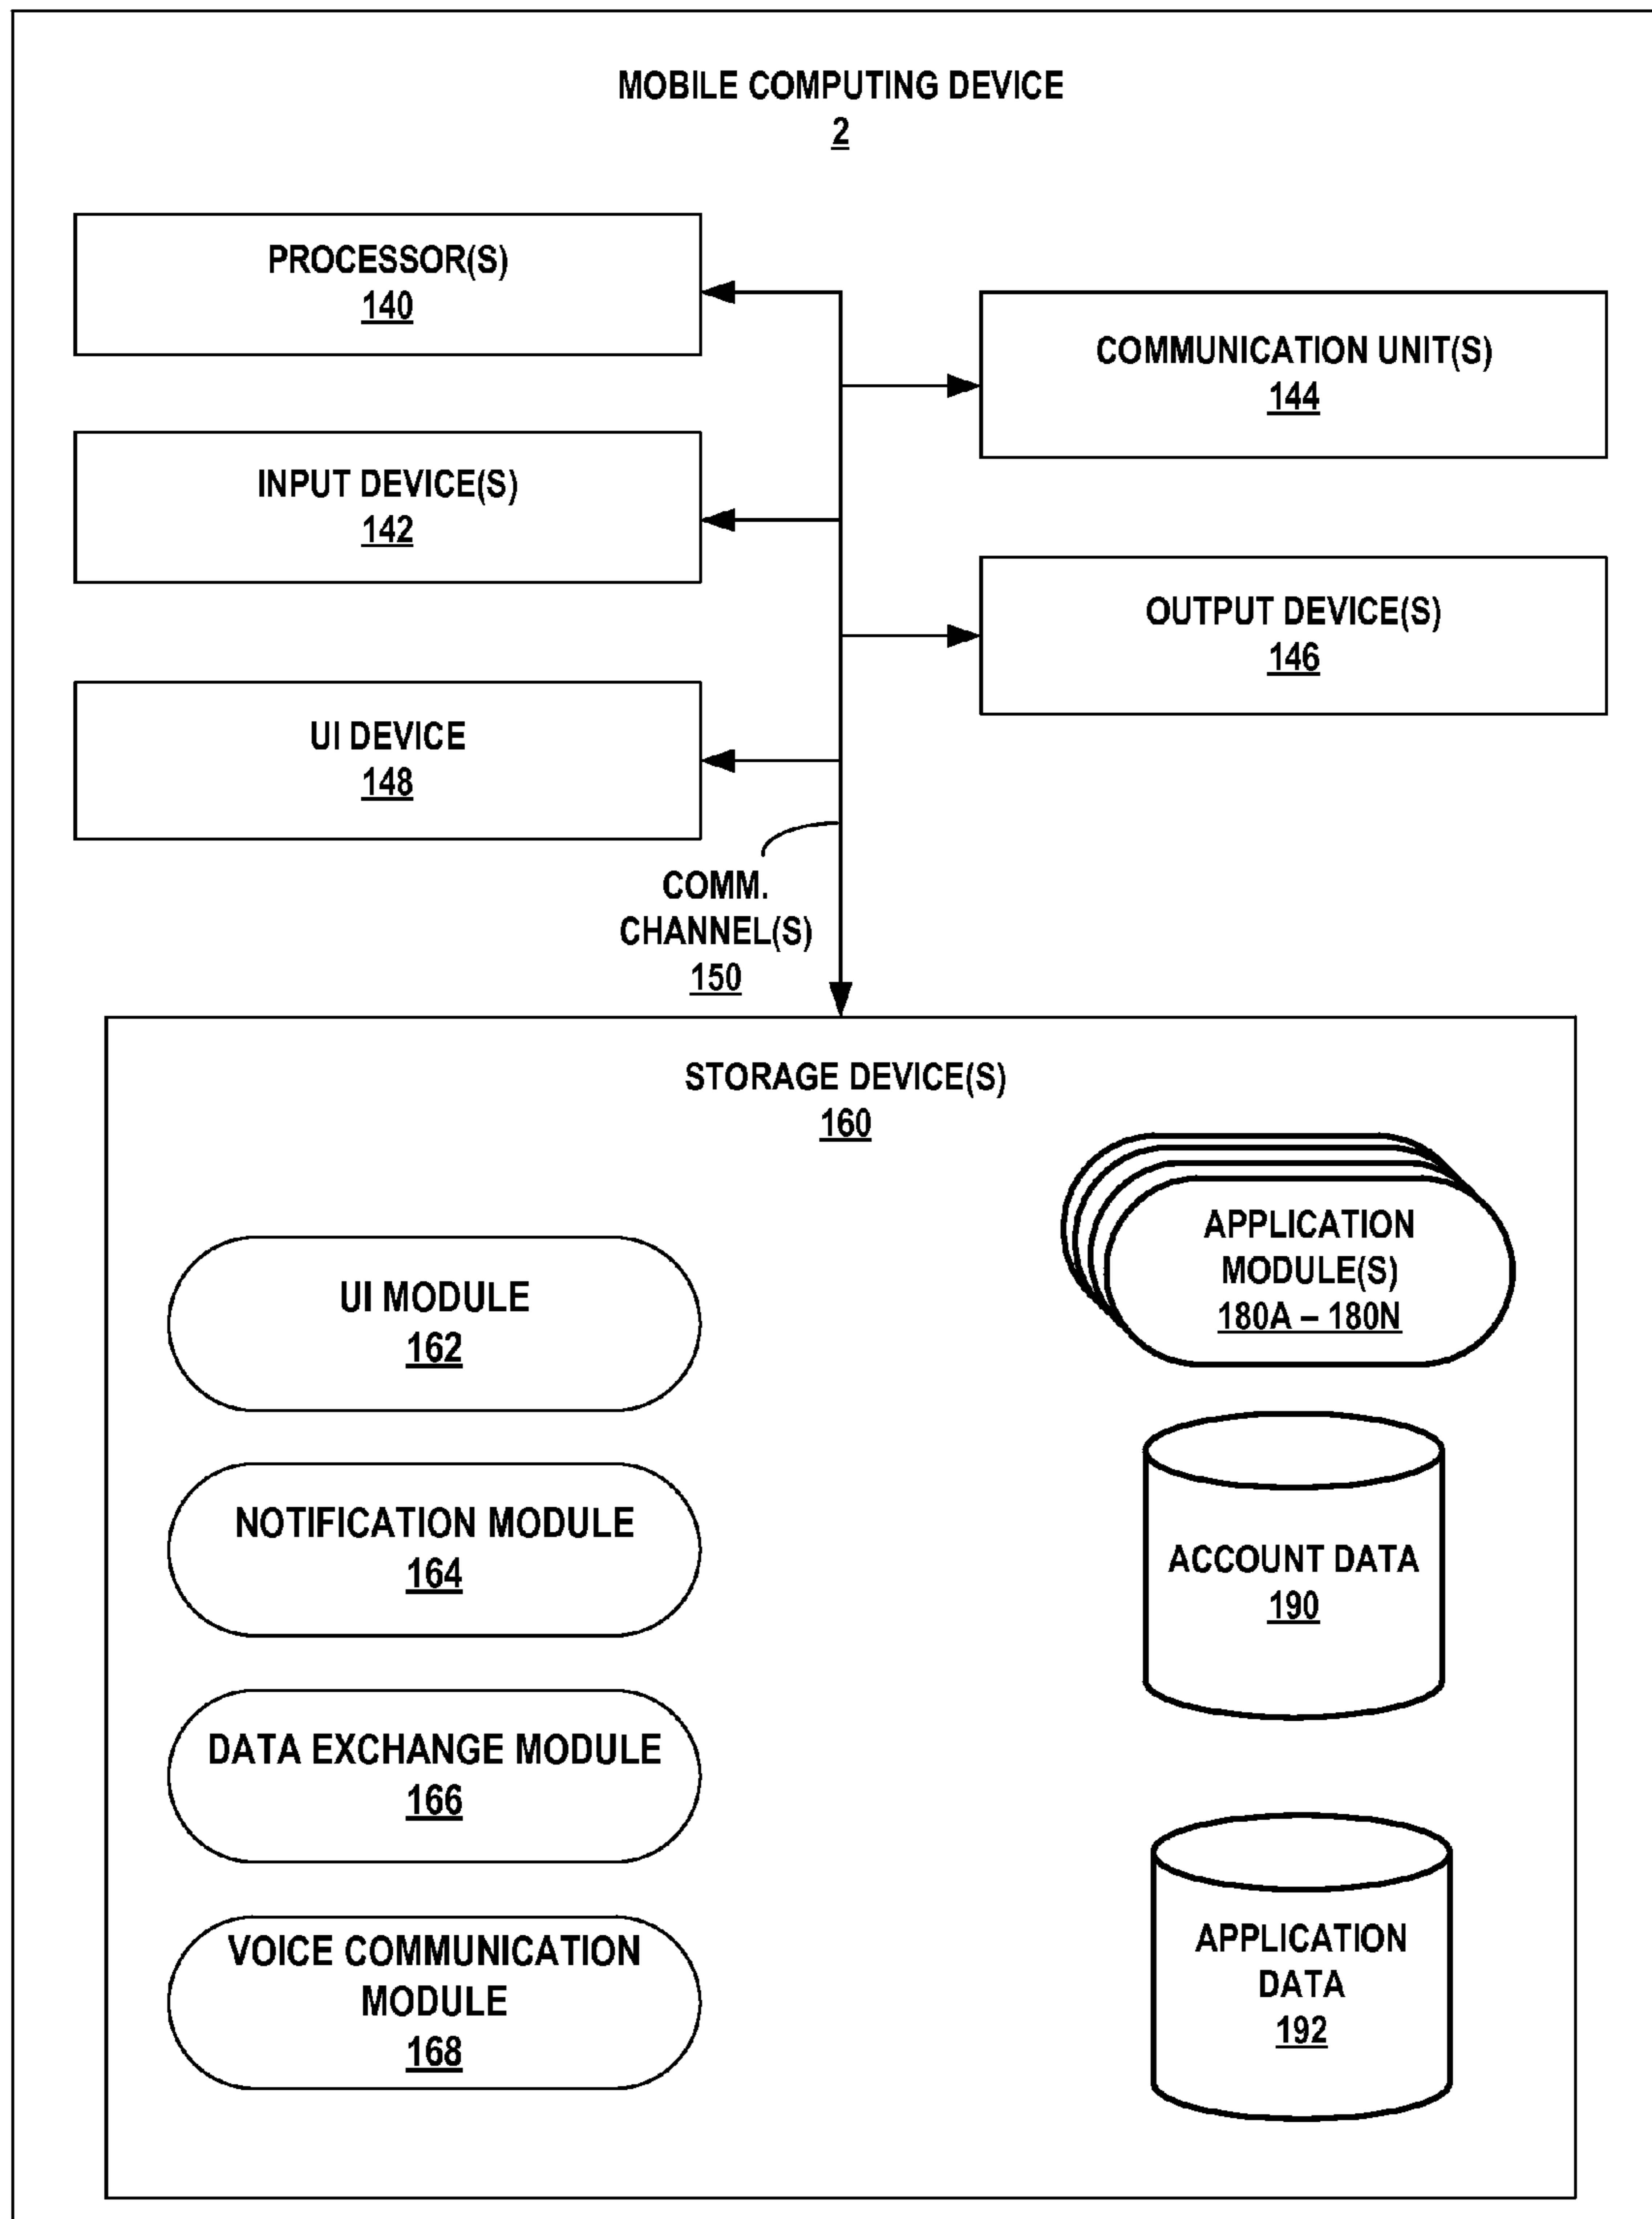 MOBILE COMPUTING DEVICE
2
PROCESSOR(S)
140
COMMUNICATION UNIT(S)
144
INPUT DEVICE(S)
142
OUTPUT DEVICE(S)
146
UI DEVICE
148
COMM.
CHANNEL(S)
150
STORAGE DEVICE(S)
160
UI MODULE
162
NOTIFICATION MODULE
164
DATA EXCHANGE MODULE
166
VOICE COMMUNICATION
MODULE
168
APPLICATION
MODULE(S)
180A – 180N
ACCOUNT DATA
190
APPLICATION
DATA
192